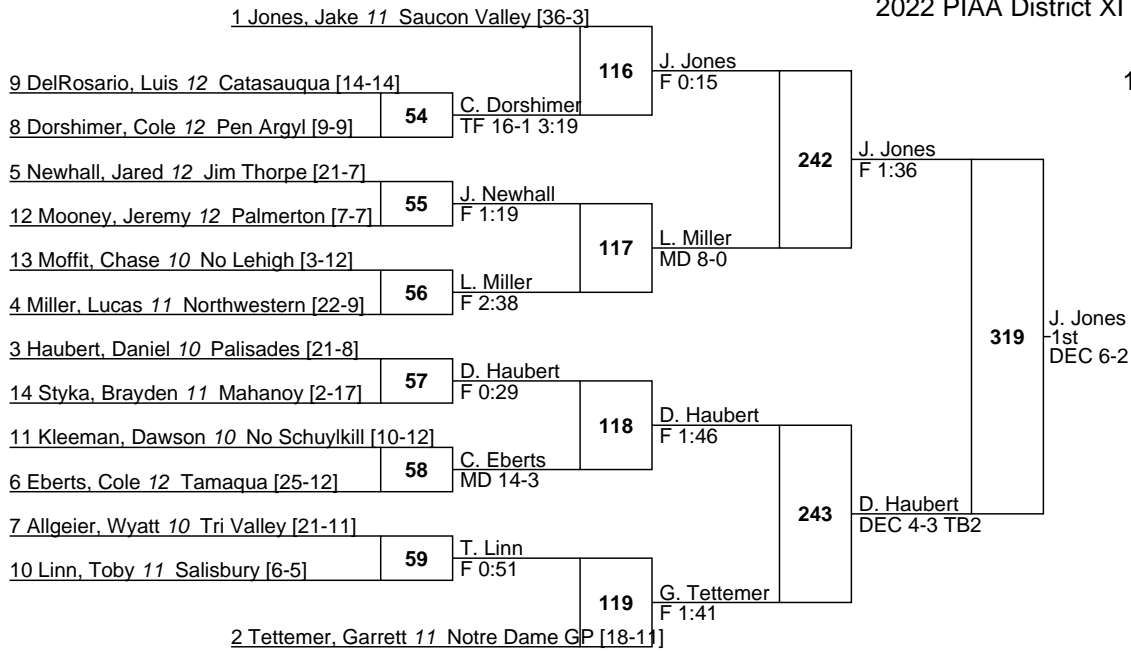 2022 PIAA District XI
1
1 Jones, Jake 11 Saucon Valley [36-3]
116
J. Jones
F 0:15
9 DelRosario, Luis 12 Catasauqua [14-14]
54
C. Dorshimer
TF 16-1 3:19
8 Dorshimer, Cole 12 Pen Argyl [9-9]
242
J. Jones
F 1:36
5 Newhall, Jared 12 Jim Thorpe [21-7]
55
J. Newhall
F 1:19
12 Mooney, Jeremy 12 Palmerton [7-7]
117
L. Miller
MD 8-0
13 Moffit, Chase 10 No Lehigh [3-12]
56
L. Miller
F 2:38
4 Miller, Lucas 11 Northwestern [22-9]
319
J. Jones
1st
DEC 6-2
3 Haubert, Daniel 10 Palisades [21-8]
57
D. Haubert
F 0:29
14 Styka, Brayden 11 Mahanoy [2-17]
118
D. Haubert
F 1:46
11 Kleeman, Dawson 10 No Schuylkill [10-12]
58
C. Eberts
MD 14-3
6 Eberts, Cole 12 Tamaqua [25-12]
243
D. Haubert
DEC 4-3 TB2
7 Allgeier, Wyatt 10 Tri Valley [21-11]
59
T. Linn
F 0:51
10 Linn, Toby 11 Salisbury [6-5]
119
G. Tettemer
F 1:41
2 Tettemer, Garrett 11 Notre Dame GP [18-11]